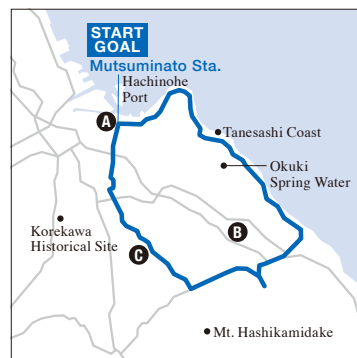 START
GOAL
Mutsuminato Sta.
Hachinohe
Port
A
Tanesashi Coast
Okuki
Spring Water
Korekawa
Historical Site
B
C
Mt. Hashikamidake